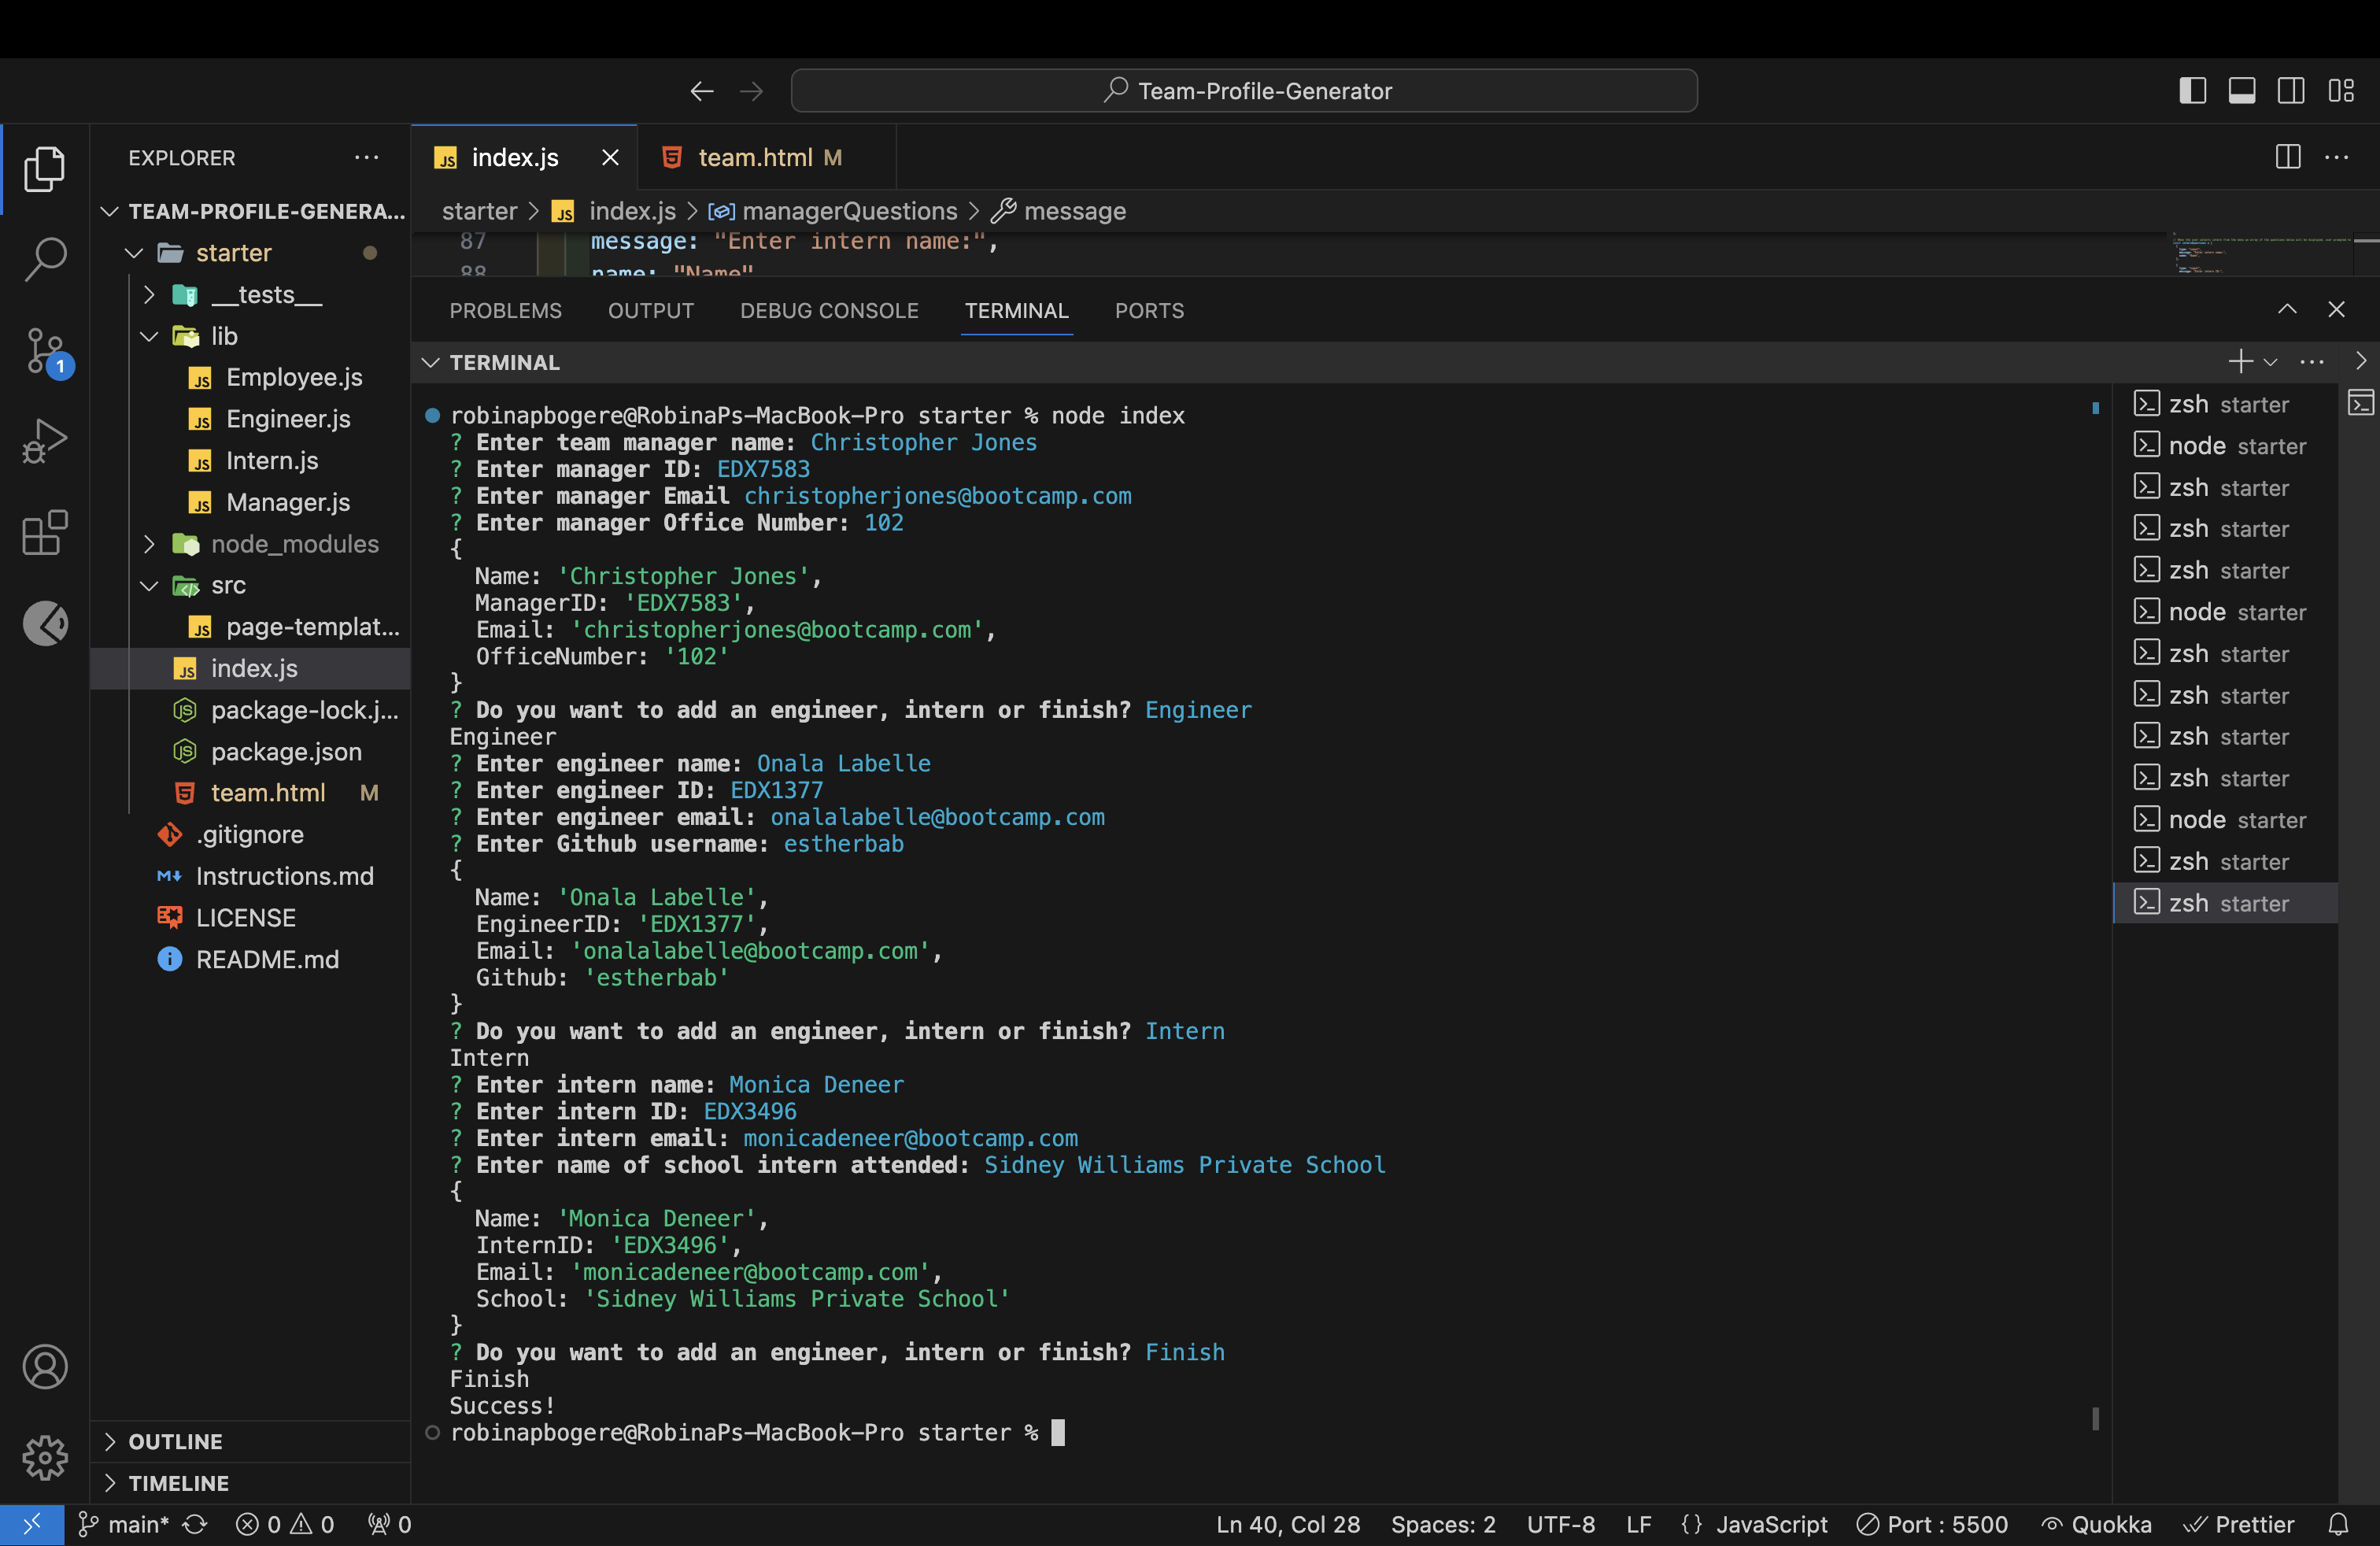 Team-Profile-Generator
EXPLORER
JS index.js
5 team.html M
TEAM-PROFILE-GENERA...
starter
__tests__
lib
JS Employee.js
JS Engineer.js
JS Intern.js
JS Manager.js
node_modules
src
JS page-templat...
JS index.js
JS package-lock.j...
JS package.json
5 team.html M
.gitignore
M↓ Instructions.md
LICENSE
i README.md
OUTLINE
TIMELINE
1
starter > JS index.js > managerQuestions > message
87 message: "Enter intern name:",
88 name: "Name"
PROBLEMS OUTPUT DEBUG CONSOLE TERMINAL PORTS
TERMINAL
robinapbogere@RobinaPs-MacBook-Pro starter % node index
? Enter team manager name: Christopher Jones
? Enter manager ID: EDX7583
? Enter manager Email christopherjones@bootcamp.com
? Enter manager Office Number: 102
{
Name: 'Christopher Jones',
ManagerID: 'EDX7583',
Email: 'christopherjones@bootcamp.com',
OfficeNumber: '102'
}
? Do you want to add an engineer, intern or finish? Engineer
Engineer
? Enter engineer name: Onala Labelle
? Enter engineer ID: EDX1377
? Enter engineer email: onalalabelle@bootcamp.com
? Enter Github username: estherbab
{
Name: 'Onala Labelle',
EngineerID: 'EDX1377',
Email: 'onalalabelle@bootcamp.com',
Github: 'estherbab'
}
? Do you want to add an engineer, intern or finish? Intern
Intern
? Enter intern name: Monica Deneer
? Enter intern ID: EDX3496
? Enter intern email: monicadeneer@bootcamp.com
? Enter name of school intern attended: Sidney Williams Private School
{
Name: 'Monica Deneer',
InternID: 'EDX3496',
Email: 'monicadeneer@bootcamp.com',
School: 'Sidney Williams Private School'
}
? Do you want to add an engineer, intern or finish? Finish
Finish
Success!
robinapbogere@RobinaPs-MacBook-Pro starter %
zsh starter
node starter
zsh starter
zsh starter
zsh starter
node starter
zsh starter
zsh starter
zsh starter
zsh starter
node starter
zsh starter
zsh starter
main* 0 0 0
Ln 40, Col 28 Spaces: 2 UTF-8 LF {} JavaScript Port : 5500 Quokka Prettier